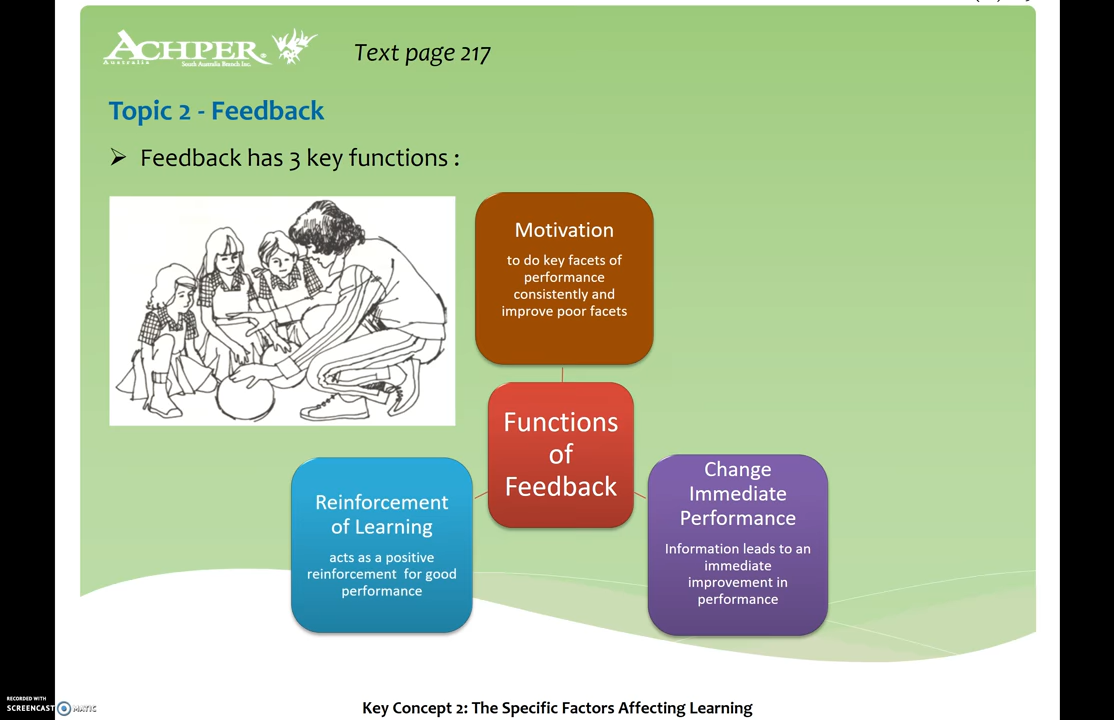 ACHPER
Australia
South Australia Branch Inc.
Text page 217
Topic 2 - Feedback
➢ Feedback has 3 key functions :
Motivation
to do key facets of
performance
consistently and
improve poor facets
Functions
of
Feedback
Reinforcement
of Learning
acts as a positive
reinforcement for good
performance
Change
Immediate
Performance
Information leads to an
immediate
improvement in
performance
RECORDED WITH
SCREENCAST MATIC
Key Concept 2: The Specific Factors Affecting Learning